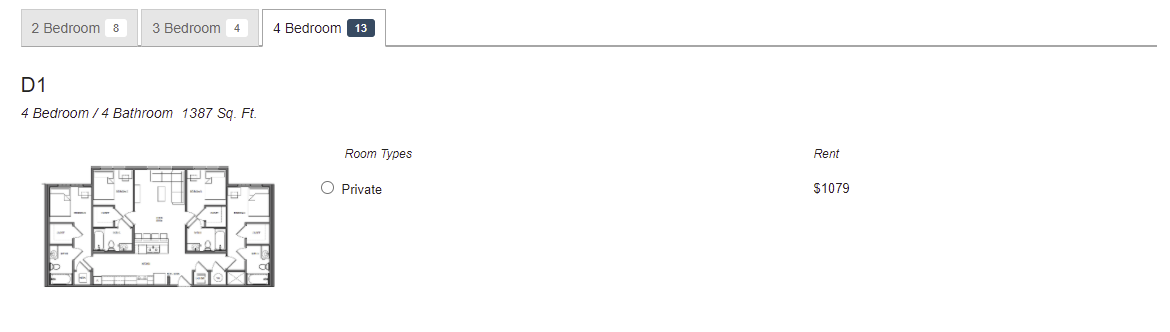 2 Bedroom 8 3 Bedroom 4 4 Bedroom 13
D1
4 Bedroom / 4 Bathroom 1387 Sq. Ft.
Room Types Rent
Private $1079